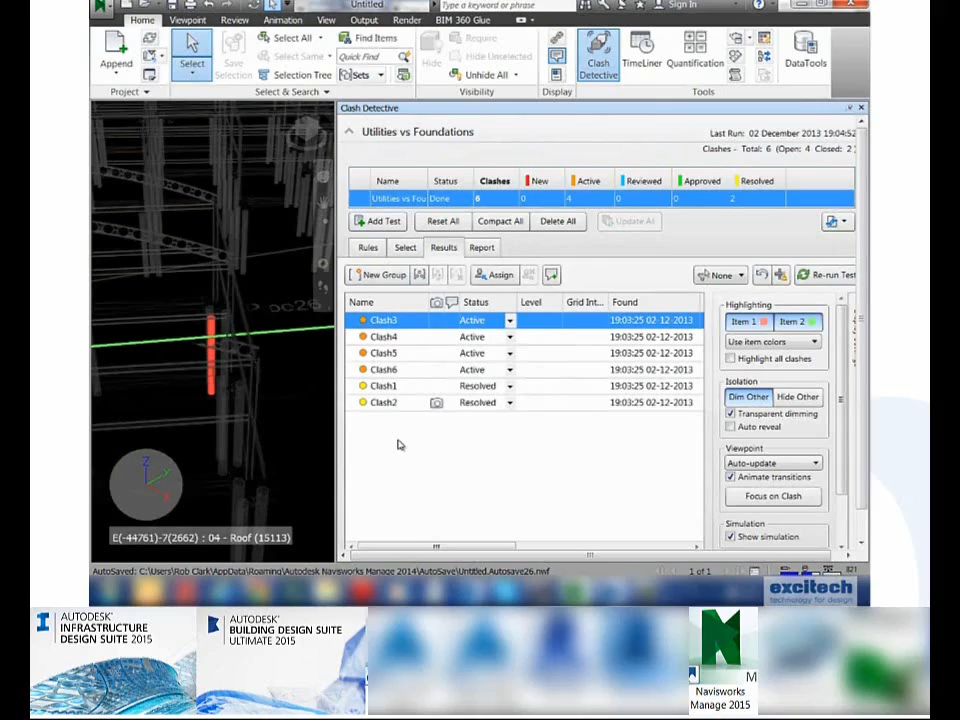 Untitled
Type a keyword or phrase
Sign In
Home Viewpoint Review Animation View Output Render BIM 360 Glue
Append
Select
Save Selection
Select All
Select Same
Selection Tree
Find Items
Quick Find
Sets
Hide
Require
Hide Unselected
Unhide All
Clash Detective
TimeLiner
Quantification
DataTools
Project
Select & Search
Visibility
Display
Tools
Clash Detective
Utilities vs Foundations
Last Run: 02 December 2013 19:04:52
Clashes - Total: 6 (Open: 4 Closed: 2
Name Status Clashes New Active Reviewed Approved Resolved
Utilities vs Fou Done 6 0 4 0 0 2
Add Test Reset All Compact All Delete All Update All
Rules Select Results Report
New Group Assign None Re-run Test
Name Status Level Grid Int... Found
Clash3 Active 19:03:25 02-12-2013
Clash4 Active 19:03:25 02-12-2013
Clash5 Active 19:03:25 02-12-2013
Clash6 Active 19:03:25 02-12-2013
Clash1 Resolved 19:03:25 02-12-2013
Clash2 Resolved 19:03:25 02-12-2013
Highlighting
Item 1 Item 2
Use item colors
Highlight all clashes
Isolation
Dim Other Hide Other
Transparent dimming
Auto reveal
Viewpoint
Auto-update
Animate transitions
Focus on Clash
Simulation
Show simulation
Z
E(-44761)-7(2662) : 04 - Roof (15113)
AutoSaved: C:\Users\Rob Clark\AppData\Roaming\Autodesk Navisworks Manage 2014\AutoSave\Untitled.Autosave26.nwf
1 of 1
821
excitech
technology for design
AUTODESK
INFRASTRUCTURE
DESIGN SUITE 2015
AUTODESK
BUILDING DESIGN SUITE
ULTIMATE 2015
M
Navisworks
Manage 2015